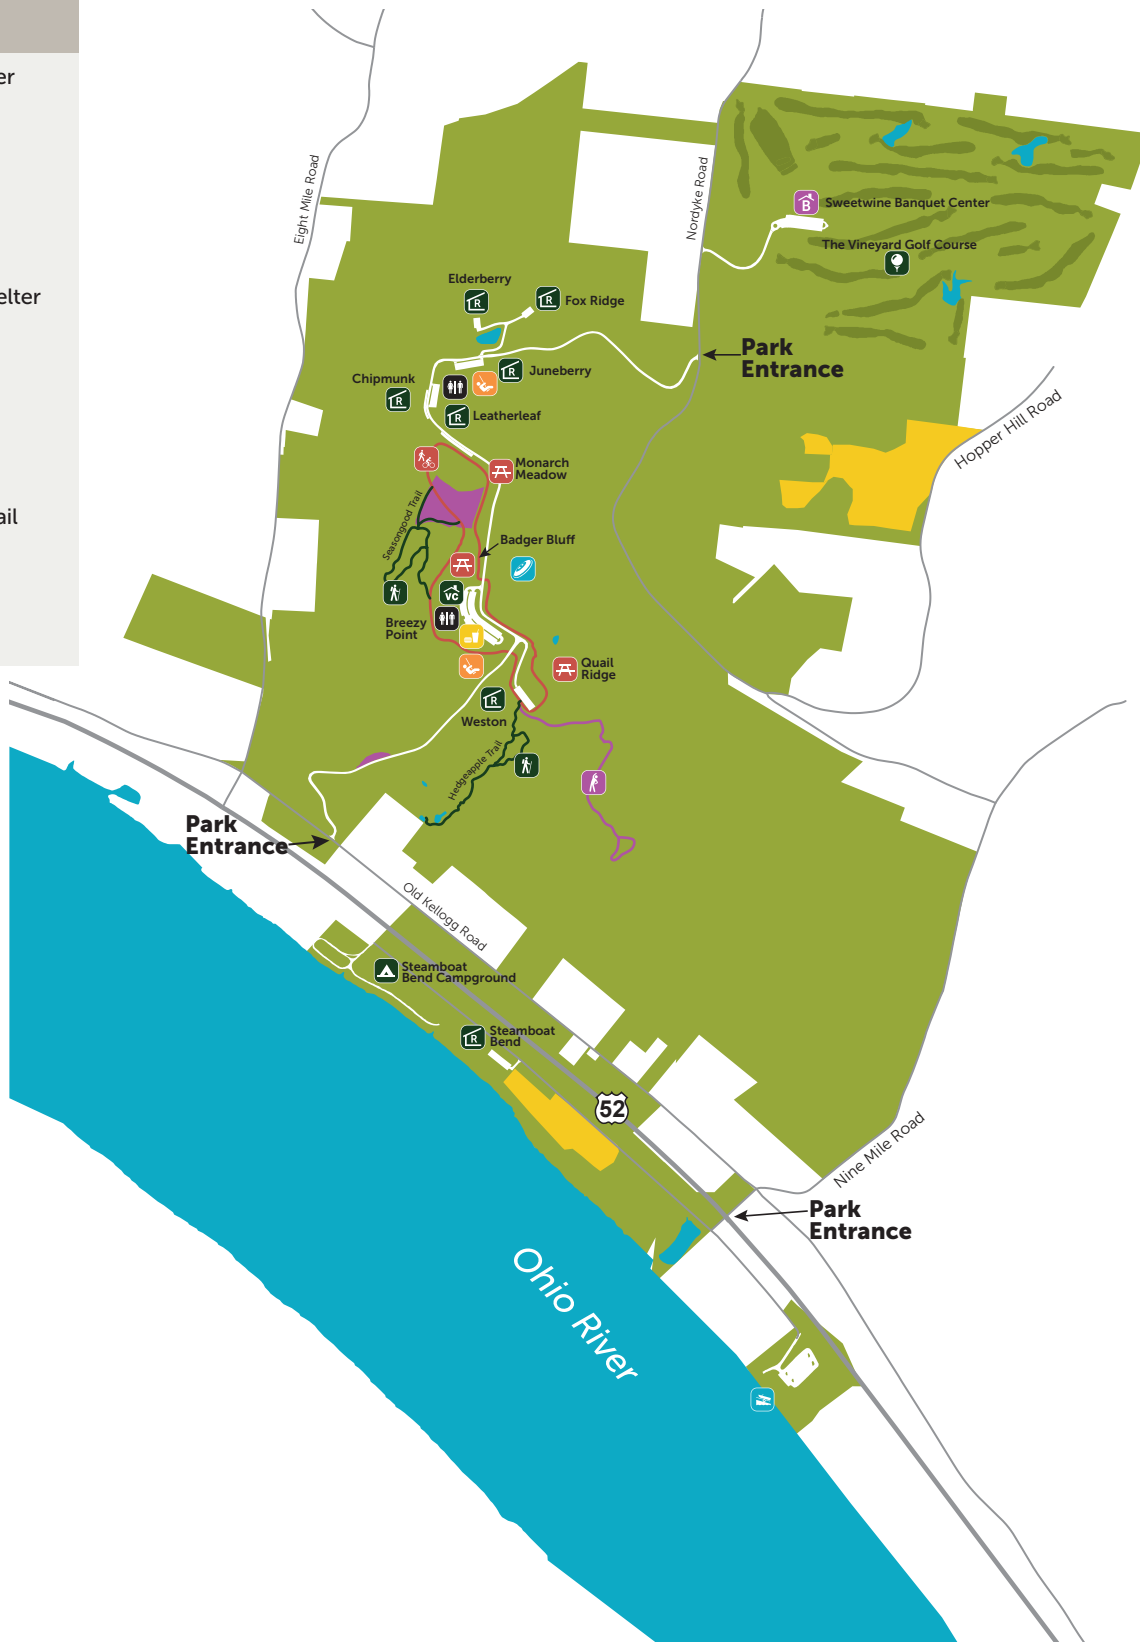 er
elter
ail
Eight Mile Road
Nordyke Road
B
Sweetwine Banquet Center
The Vineyard Golf Course
Elderberry
R
R
Fox Ridge
Park
Entrance
Chipmunk
R
R
Juneberry
R
Leatherleaf
Hopper Hill Road
Monarch
Meadow
Seasongood Trail
Badger Bluff
VC
Breezy
Point
Quail
Ridge
R
Weston
Hedgeapple Trail
Park
Entrance
Old Kellogg Road
Steamboat
Bend Campground
R
Steamboat
Bend
52
Nine Mile Road
Park
Entrance
Ohio River